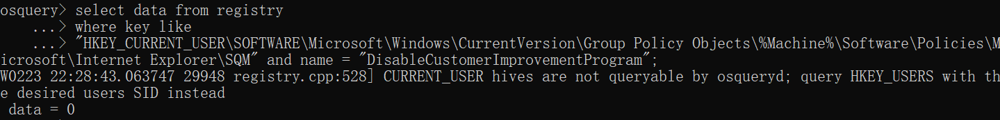 osquery> select data from registry
...> where key like
...> "HKEY_CURRENT_USER\SOFTWARE\Microsoft\Windows\CurrentVersion\Group Policy Objects\%Machine%\Software\Policies\M
icrosoft\Internet Explorer\SQM" and name = "DisableCustomerImprovementProgram";
W0223 22:28:43.063747 29948 registry.cpp:528] CURRENT_USER hives are not queryable by osqueryd; query HKEY_USERS with th
e desired users SID instead
data = 0